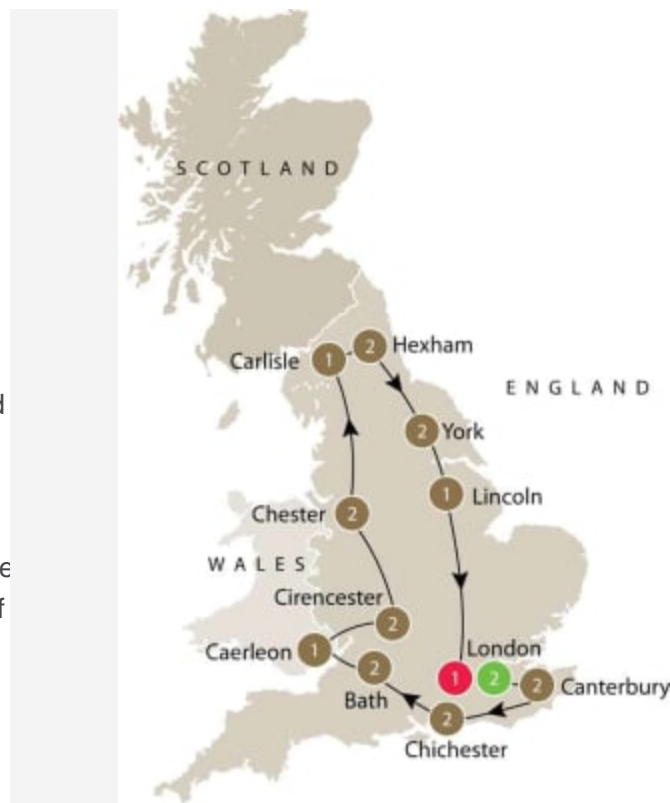 SCOTLAND
2 Hexham
Carlisle 1
ENGLAND
d
2 York
1 Lincoln
Chester 2
WALES
e
Cirencester
f
2
Caerleon 1
London
2
1 2 2 Canterbury
Bath
2
Chichester